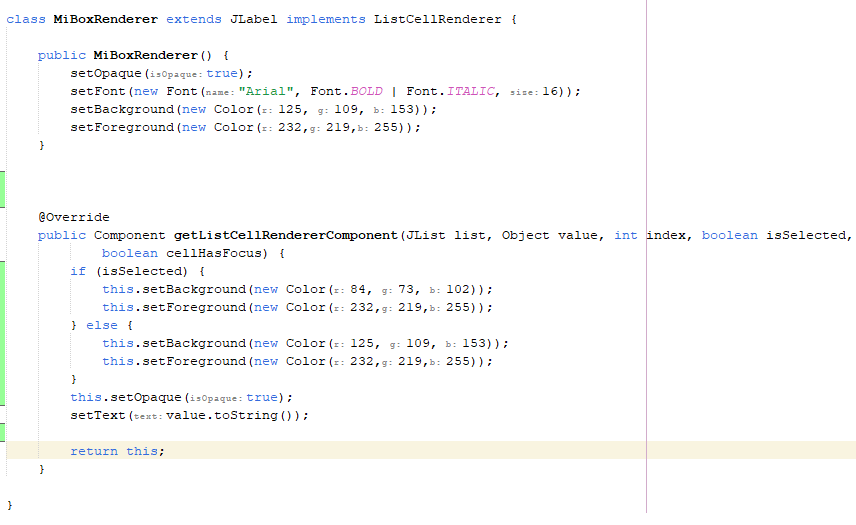 class MiBoxRenderer extends JLabel implements ListCellRenderer {
public MiBoxRenderer() {
setOpaque(isOpaque: true);
setFont(new Font(name: "Arial", Font.BOLD | Font.ITALIC, size: 16));
setBackground(new Color(r: 125, g: 109, b: 153));
setForeground(new Color(r: 232,g: 219,b: 255));
}
@Override
public Component getListCellRendererComponent(JList list, Object value, int index, boolean isSelected,
boolean cellHasFocus) {
if (isSelected) {
this.setBackground(new Color(r: 84, g: 73, b: 102));
this.setForeground(new Color(r: 232,g: 219,b: 255));
} else {
this.setBackground(new Color(r: 125, g: 109, b: 153));
this.setForeground(new Color(r: 232,g: 219,b: 255));
}
this.setOpaque(isOpaque: true);
setText(text: value.toString());
return this;
}
}